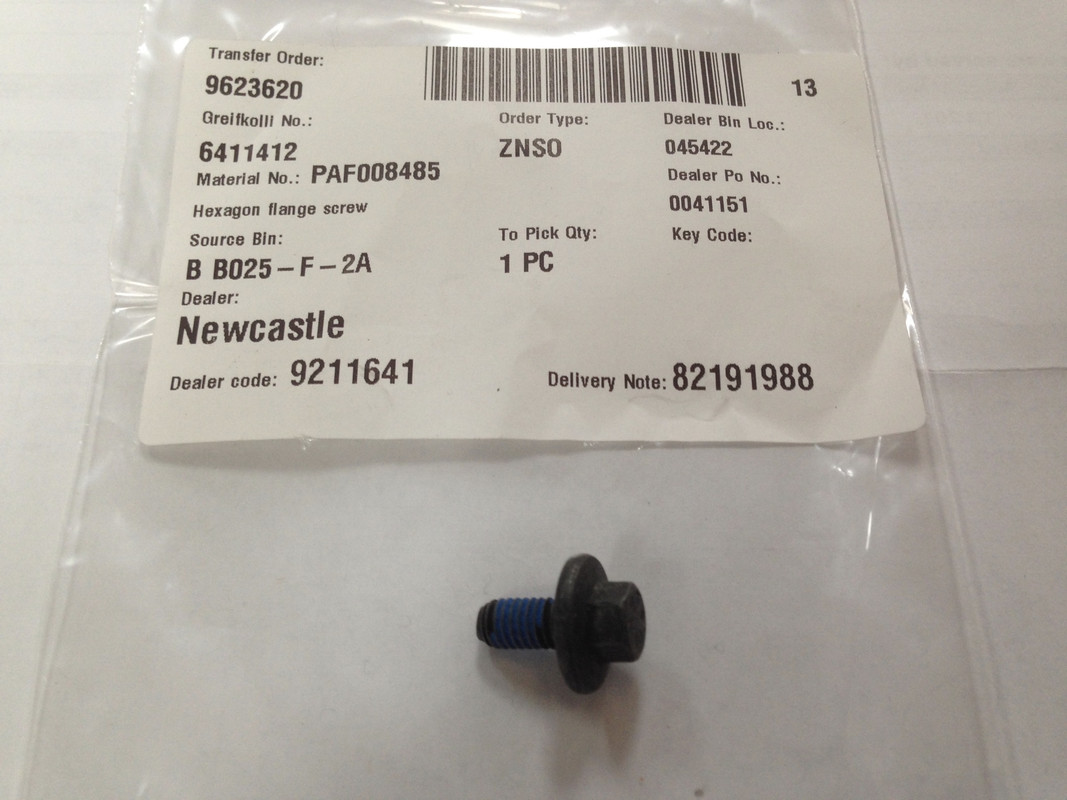 Transfer Order:
9623620
13
Greifkolli No.:
Order Type:
Dealer Bin Loc.:
6411412
ZNSO
045422
Material No.: PAF008485
Dealer Po No.:
Hexagon flange screw
0041151
Source Bin:
To Pick Qty:
Key Code:
B B025-F-2A
1 PC
Dealer:
Newcastle
Dealer code: 9211641
Delivery Note: 82191988